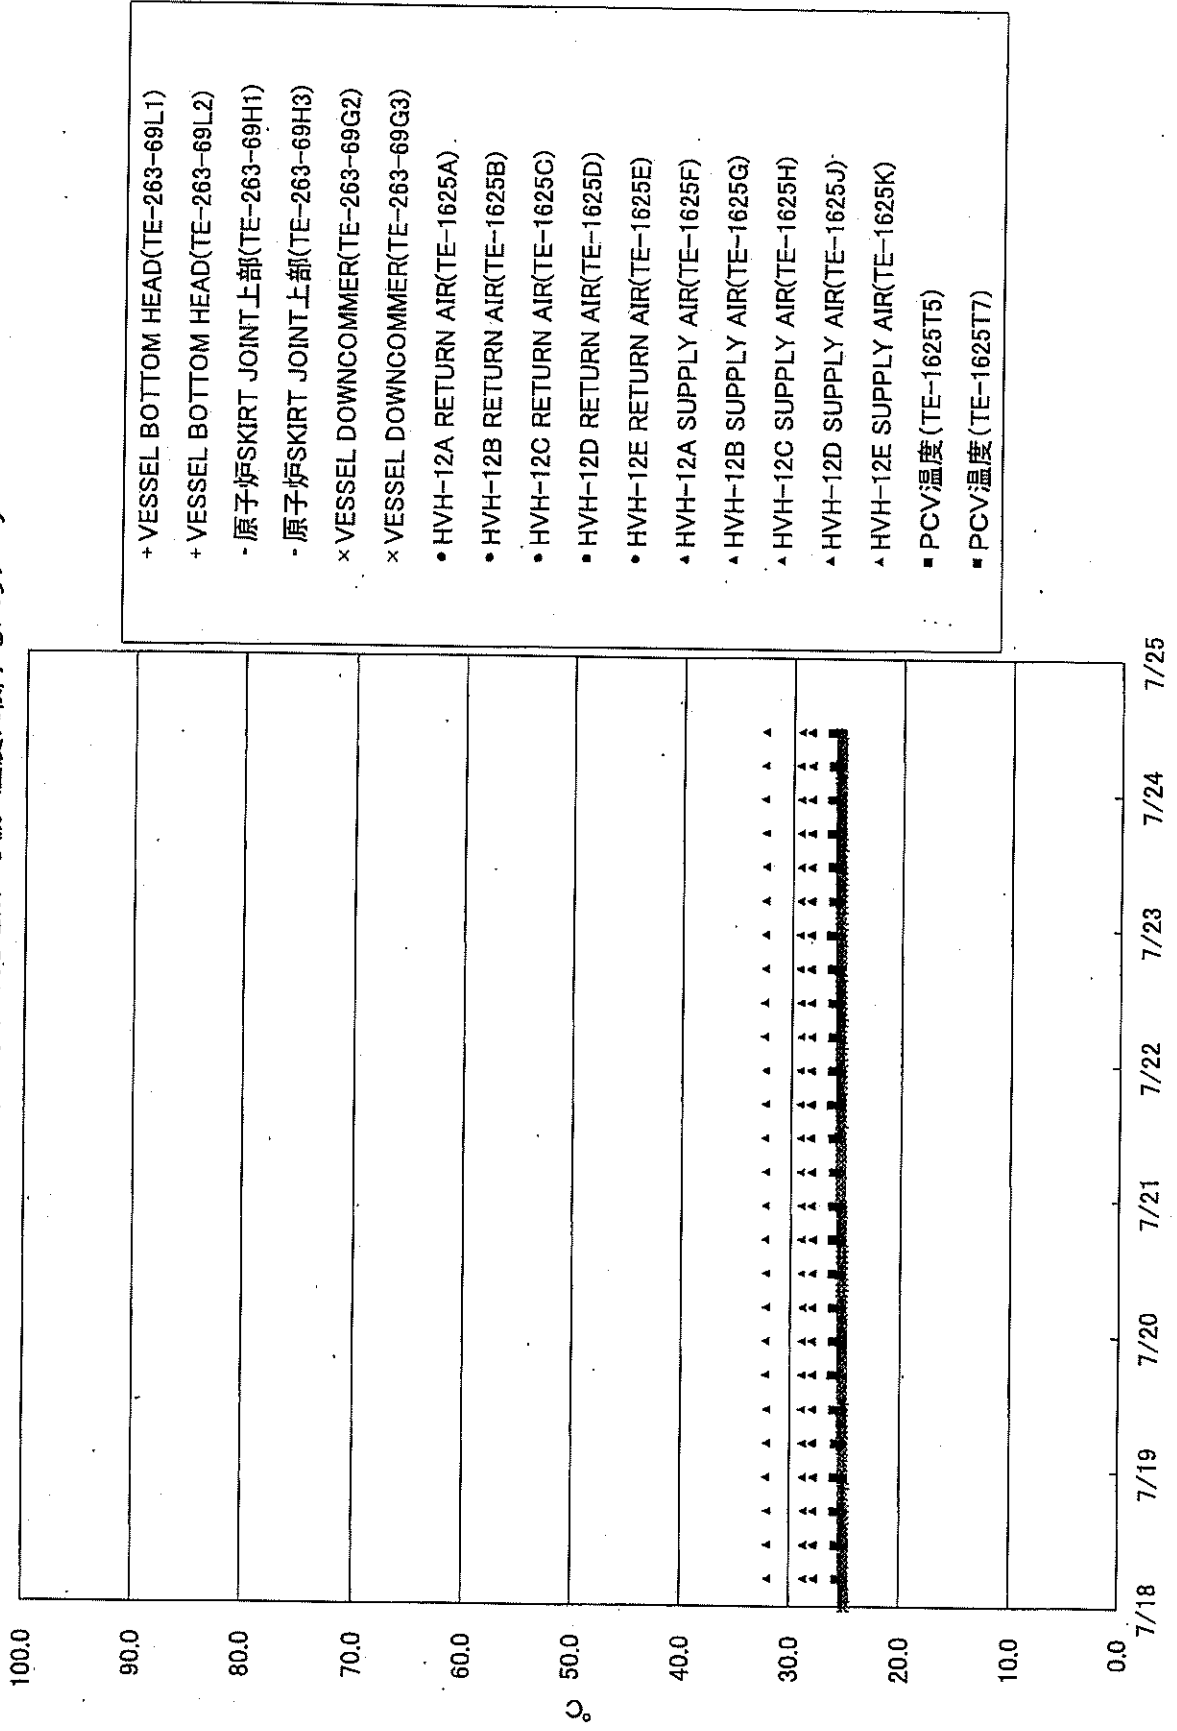 100.0
90.0
80.0
70.0
60.0
50.0
40.0
30.0
20.0
10.0
0.0
℃
7/18
7/19
7/20
7/21
7/22
7/23
7/24
7/25
+ VESSEL BOTTOM HEAD(TE-263-69L1)
+ VESSEL BOTTOM HEAD(TE-263-69L2)
- 原子炉SKIRT JOINT上部(TE-263-69H1)
- 原子炉SKIRT JOINT上部(TE-263-69H3)
× VESSEL DOWNCOMMER(TE-263-69G2)
× VESSEL DOWNCOMMER(TE-263-69G3)
• HVH-12A RETURN AIR(TE-1625A)
• HVH-12B RETURN AIR(TE-1625B)
• HVH-12C RETURN AIR(TE-1625C)
• HVH-12D RETURN AIR(TE-1625D)
• HVH-12E RETURN AIR(TE-1625E)
▲ HVH-12A SUPPLY AIR(TE-1625F)
▲ HVH-12B SUPPLY AIR(TE-1625G)
▲ HVH-12C SUPPLY AIR(TE-1625H)
▲ HVH-12D SUPPLY AIR(TE-1625J)
▲ HVH-12E SUPPLY AIR(TE-1625K)
■ PCV温度(TE-1625T5)
■ PCV温度(TE-1625T7)